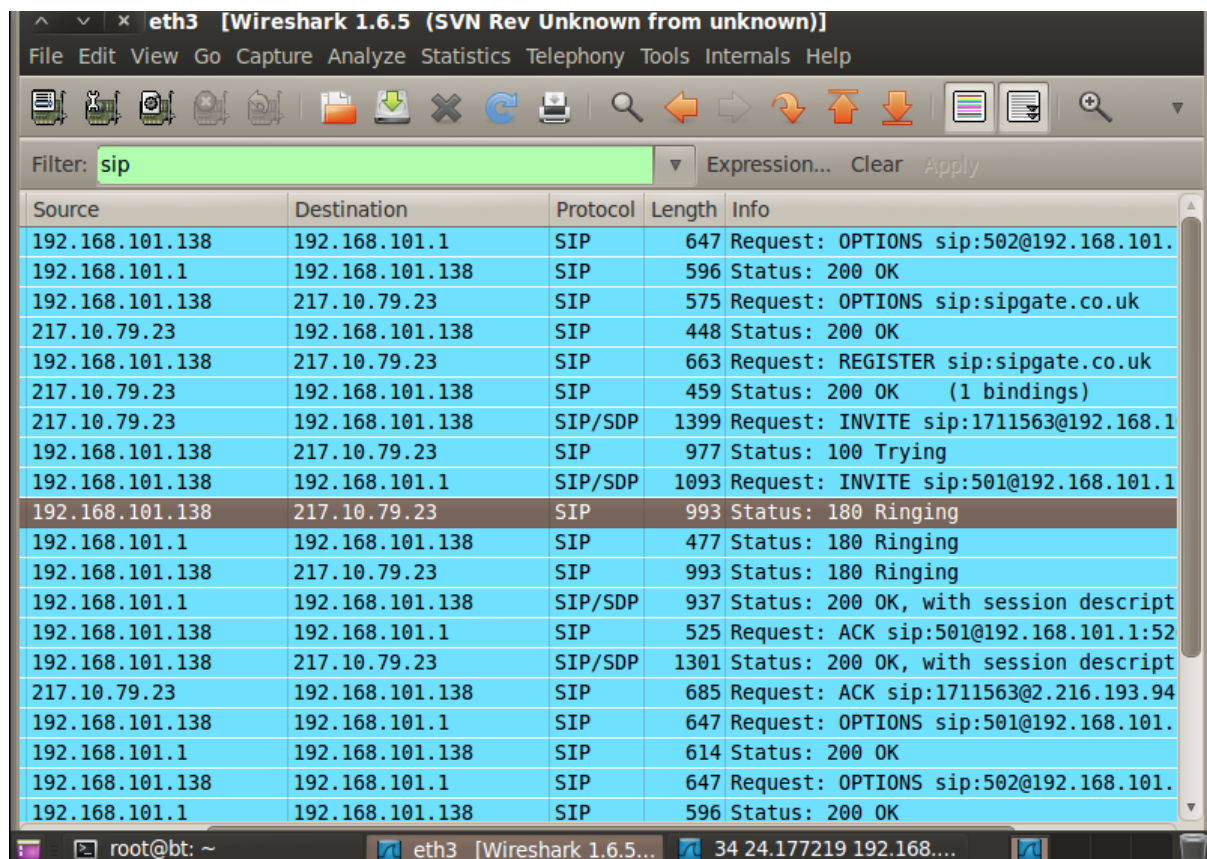 eth3 [Wireshark 1.6.5 (SVN Rev Unknown from unknown)]
File Edit View Go Capture Analyze Statistics Telephony Tools Internals Help
Filter: sip Expression... Clear Apply
Source Destination Protocol Length Info
192.168.101.138 192.168.101.1 SIP 647 Request: OPTIONS sip:502@192.168.101.
192.168.101.1 192.168.101.138 SIP 596 Status: 200 OK
192.168.101.138 217.10.79.23 SIP 575 Request: OPTIONS sip:sipgate.co.uk
217.10.79.23 192.168.101.138 SIP 448 Status: 200 OK
192.168.101.138 217.10.79.23 SIP 663 Request: REGISTER sip:sipgate.co.uk
217.10.79.23 192.168.101.138 SIP 459 Status: 200 OK (1 bindings)
217.10.79.23 192.168.101.138 SIP/SDP 1399 Request: INVITE sip:1711563@192.168.1
192.168.101.138 217.10.79.23 SIP 977 Status: 100 Trying
192.168.101.138 192.168.101.1 SIP/SDP 1093 Request: INVITE sip:501@192.168.101.1
192.168.101.138 217.10.79.23 SIP 993 Status: 180 Ringing
192.168.101.1 192.168.101.138 SIP 477 Status: 180 Ringing
192.168.101.138 217.10.79.23 SIP 993 Status: 180 Ringing
192.168.101.1 192.168.101.138 SIP/SDP 937 Status: 200 OK, with session descript
192.168.101.138 192.168.101.1 SIP 525 Request: ACK sip:501@192.168.101.1:52
192.168.101.138 217.10.79.23 SIP/SDP 1301 Status: 200 OK, with session descript
217.10.79.23 192.168.101.138 SIP 685 Request: ACK sip:1711563@2.216.193.94
192.168.101.138 192.168.101.1 SIP 647 Request: OPTIONS sip:501@192.168.101.
192.168.101.1 192.168.101.138 SIP 614 Status: 200 OK
192.168.101.138 192.168.101.1 SIP 647 Request: OPTIONS sip:502@192.168.101.
192.168.101.1 192.168.101.138 SIP 596 Status: 200 OK
root@bt: ~ eth3 [Wireshark 1.6.5... 34 24.177219 192.168....